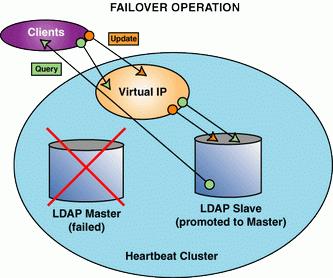 FAILOVER OPERATION
Clients
Update
Query
Virtual IP
LDAP Master
(failed)
LDAP Slave
(promoted to Master)
Heartbeat Cluster